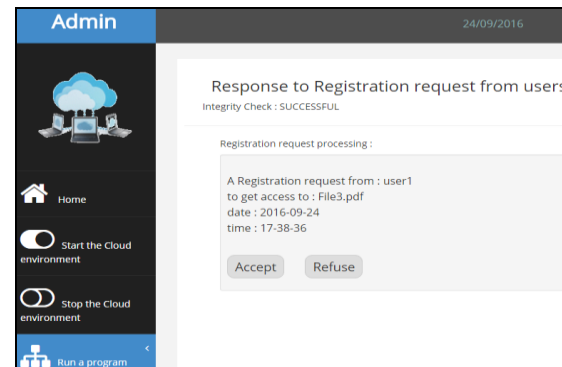 Admin
24/09/2016
Response to Registration request from users
Integrity Check : SUCCESSFUL
Registration request processing :
A Registration request from : user1
to get access to : File3.pdf
date : 2016-09-24
time : 17-38-36
Accept Refuse
Home
Start the Cloud
environment
Stop the Cloud
environment
Run a program